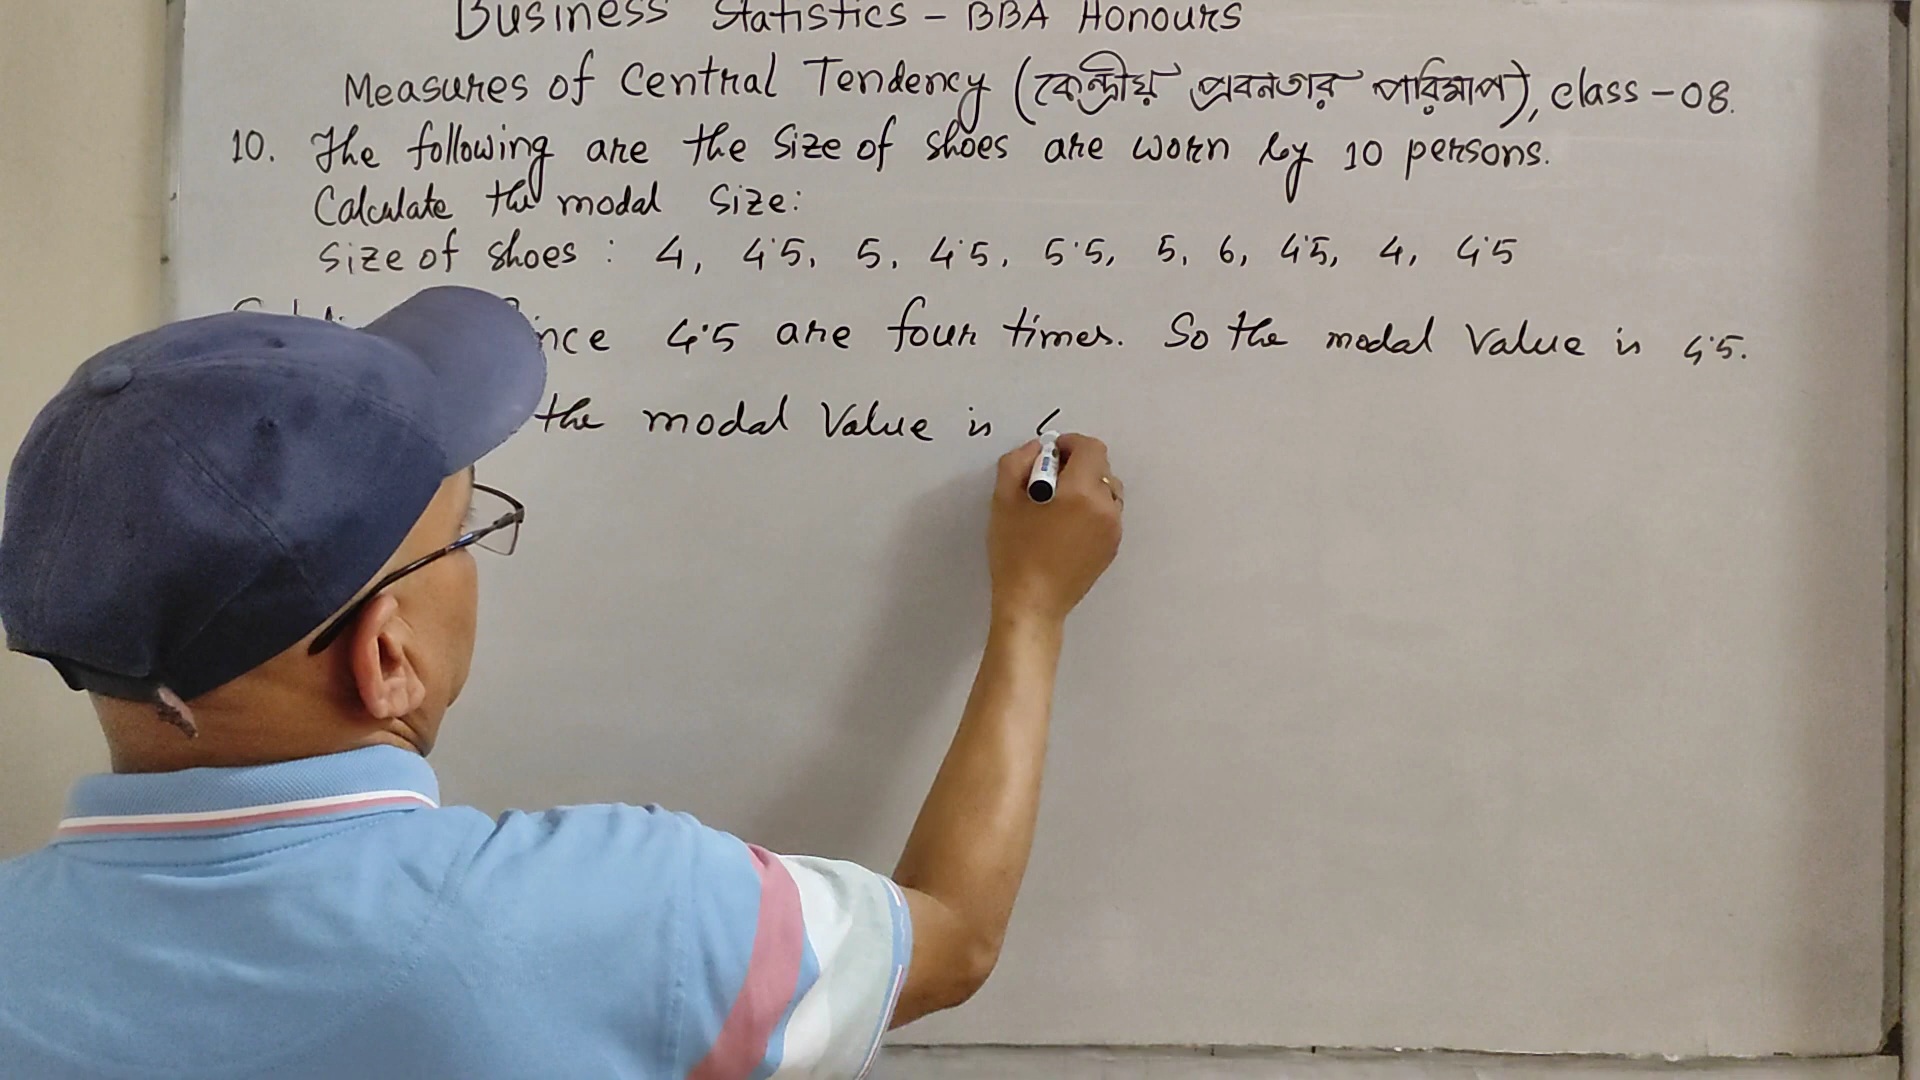 Business Statistics - BBA Honours
Measures of Central Tendency (কেন্দ্রীয় প্রবনতার পরিমাপ), class - 08.
10. The following are the size of shoes are worn by 10 persons.
Calculate the modal size:
size of shoes : 4, 4.5, 5, 4.5, 5.5, 5, 6, 4.5, 4, 4.5
4.5 are four times. So the modal value is 4.5.
the modal value is